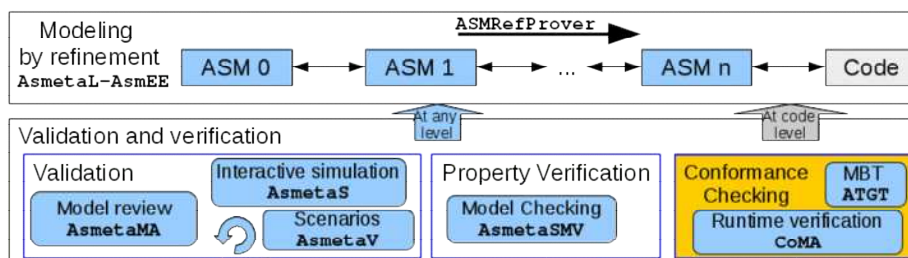 Modeling
by refinement
AsmetaL-AsmEE
ASMRefProver
ASM 0
ASM 1
...
ASM n
Code
At any
level
At code
level
Validation and verification
Validation
Interactive simulation
AsmetaS
Model review
AsmetaMA
Scenarios
AsmetaV
Property Verification
Model Checking
AsmetaSMV
Conformance
Checking
MBT
ATGT
Runtime verification
CoMA